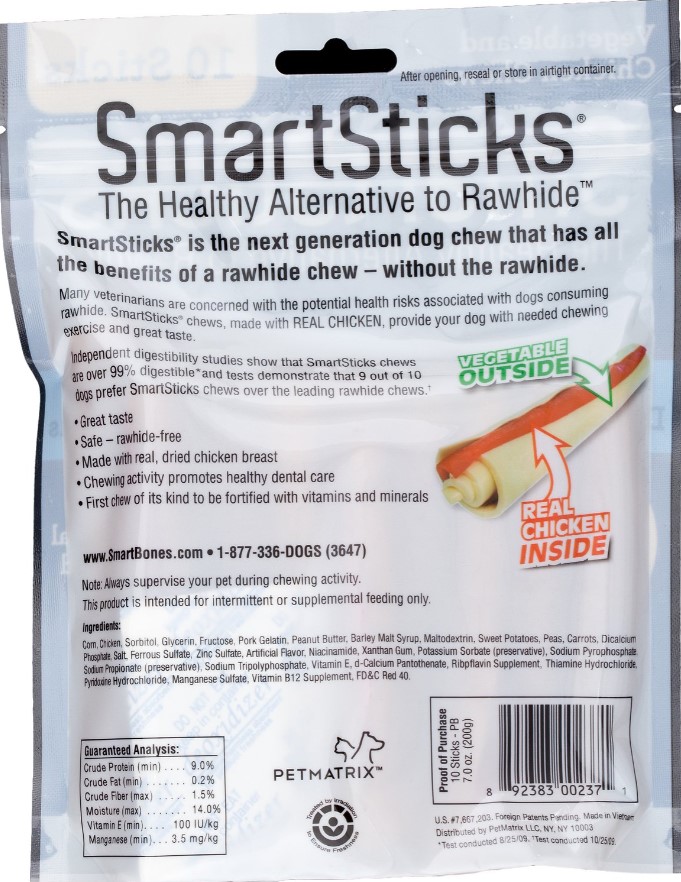 Vegetable and
Chicken
10 Sticks
After opening, reseal or store in airtight container.
SmartSticks®
The Healthy Alternative to Rawhide™
SmartSticks® is the next generation dog chew that has all
the benefits of a rawhide chew – without the rawhide.
Many veterinarians are concerned with the potential health risks associated with dogs consuming
rawhide. SmartSticks® chews, made with REAL CHICKEN, provide your dog with needed chewing
exercise and great taste.
Independent digestibility studies show that SmartSticks chews
are over 99% digestible* and tests demonstrate that 9 out of 10
dogs prefer SmartSticks chews over the leading rawhide chews.†
VEGETABLE
OUTSIDE
• Great taste
• Safe – rawhide-free
• Made with real, dried chicken breast
• Chewing activity promotes healthy dental care
• First chew of its kind to be fortified with vitamins and minerals
REAL
CHICKEN
INSIDE
www.SmartBones.com • 1-877-336-DOGS (3647)
Note: Always supervise your pet during chewing activity.
This product is intended for intermittent or supplemental feeding only.
Ingredients:
Corn, Chicken, Sorbitol, Glycerin, Fructose, Pork Gelatin, Peanut Butter, Barley Malt Syrup, Maltodextrin, Sweet Potatoes, Peas, Carrots, Dicalcium
Phosphate, Salt, Ferrous Sulfate, Zinc Sulfate, Artificial Flavor, Niacinamide, Xanthan Gum, Potassium Sorbate (preservative), Sodium Pyrophosphate,
Sodium Propionate (preservative), Sodium Tripolyphosphate, Vitamin E, d-Calcium Pantothenate, Riboflavin Supplement, Thiamine Hydrochloride,
Pyridoxine Hydrochloride, Manganese Sulfate, Vitamin B12 Supplement, FD&C Red 40.
Guaranteed Analysis:
Crude Protein (min) .... 9.0%
Crude Fat (min) ...... 0.2%
Crude Fiber (max) .... 1.5%
Moisture (max) ...... 14.0%
Vitamin E (min).... 100 IU/kg
Manganese (min)... 3.5 mg/kg
PETMATRIX™
Treated by Irradiation
to Ensure Freshness
Proof of Purchase
10 Sticks - PB
7.0 oz. (200g)
8 92383 00237 1
U.S. #7,667,203. Foreign Patents Pending. Made in Vietnam
Distributed by PetMatrix LLC, NY, NY 10003
*Test conducted 8/25/09. †Test conducted 10/25/09.